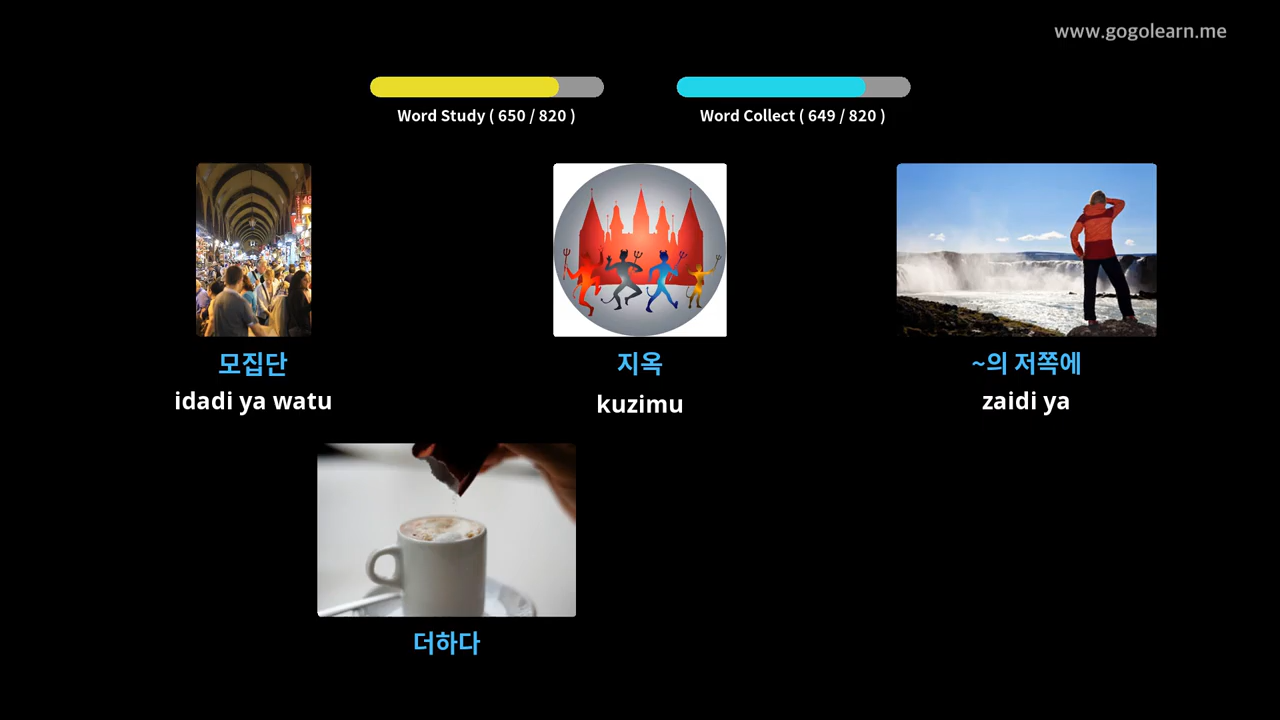 www.gogolearn.me
Word Study ( 650 / 820 )
Word Collect ( 649 / 820 )
모집단
idadi ya watu
지옥
kuzimu
~의 저쪽에
zaidi ya
더하다